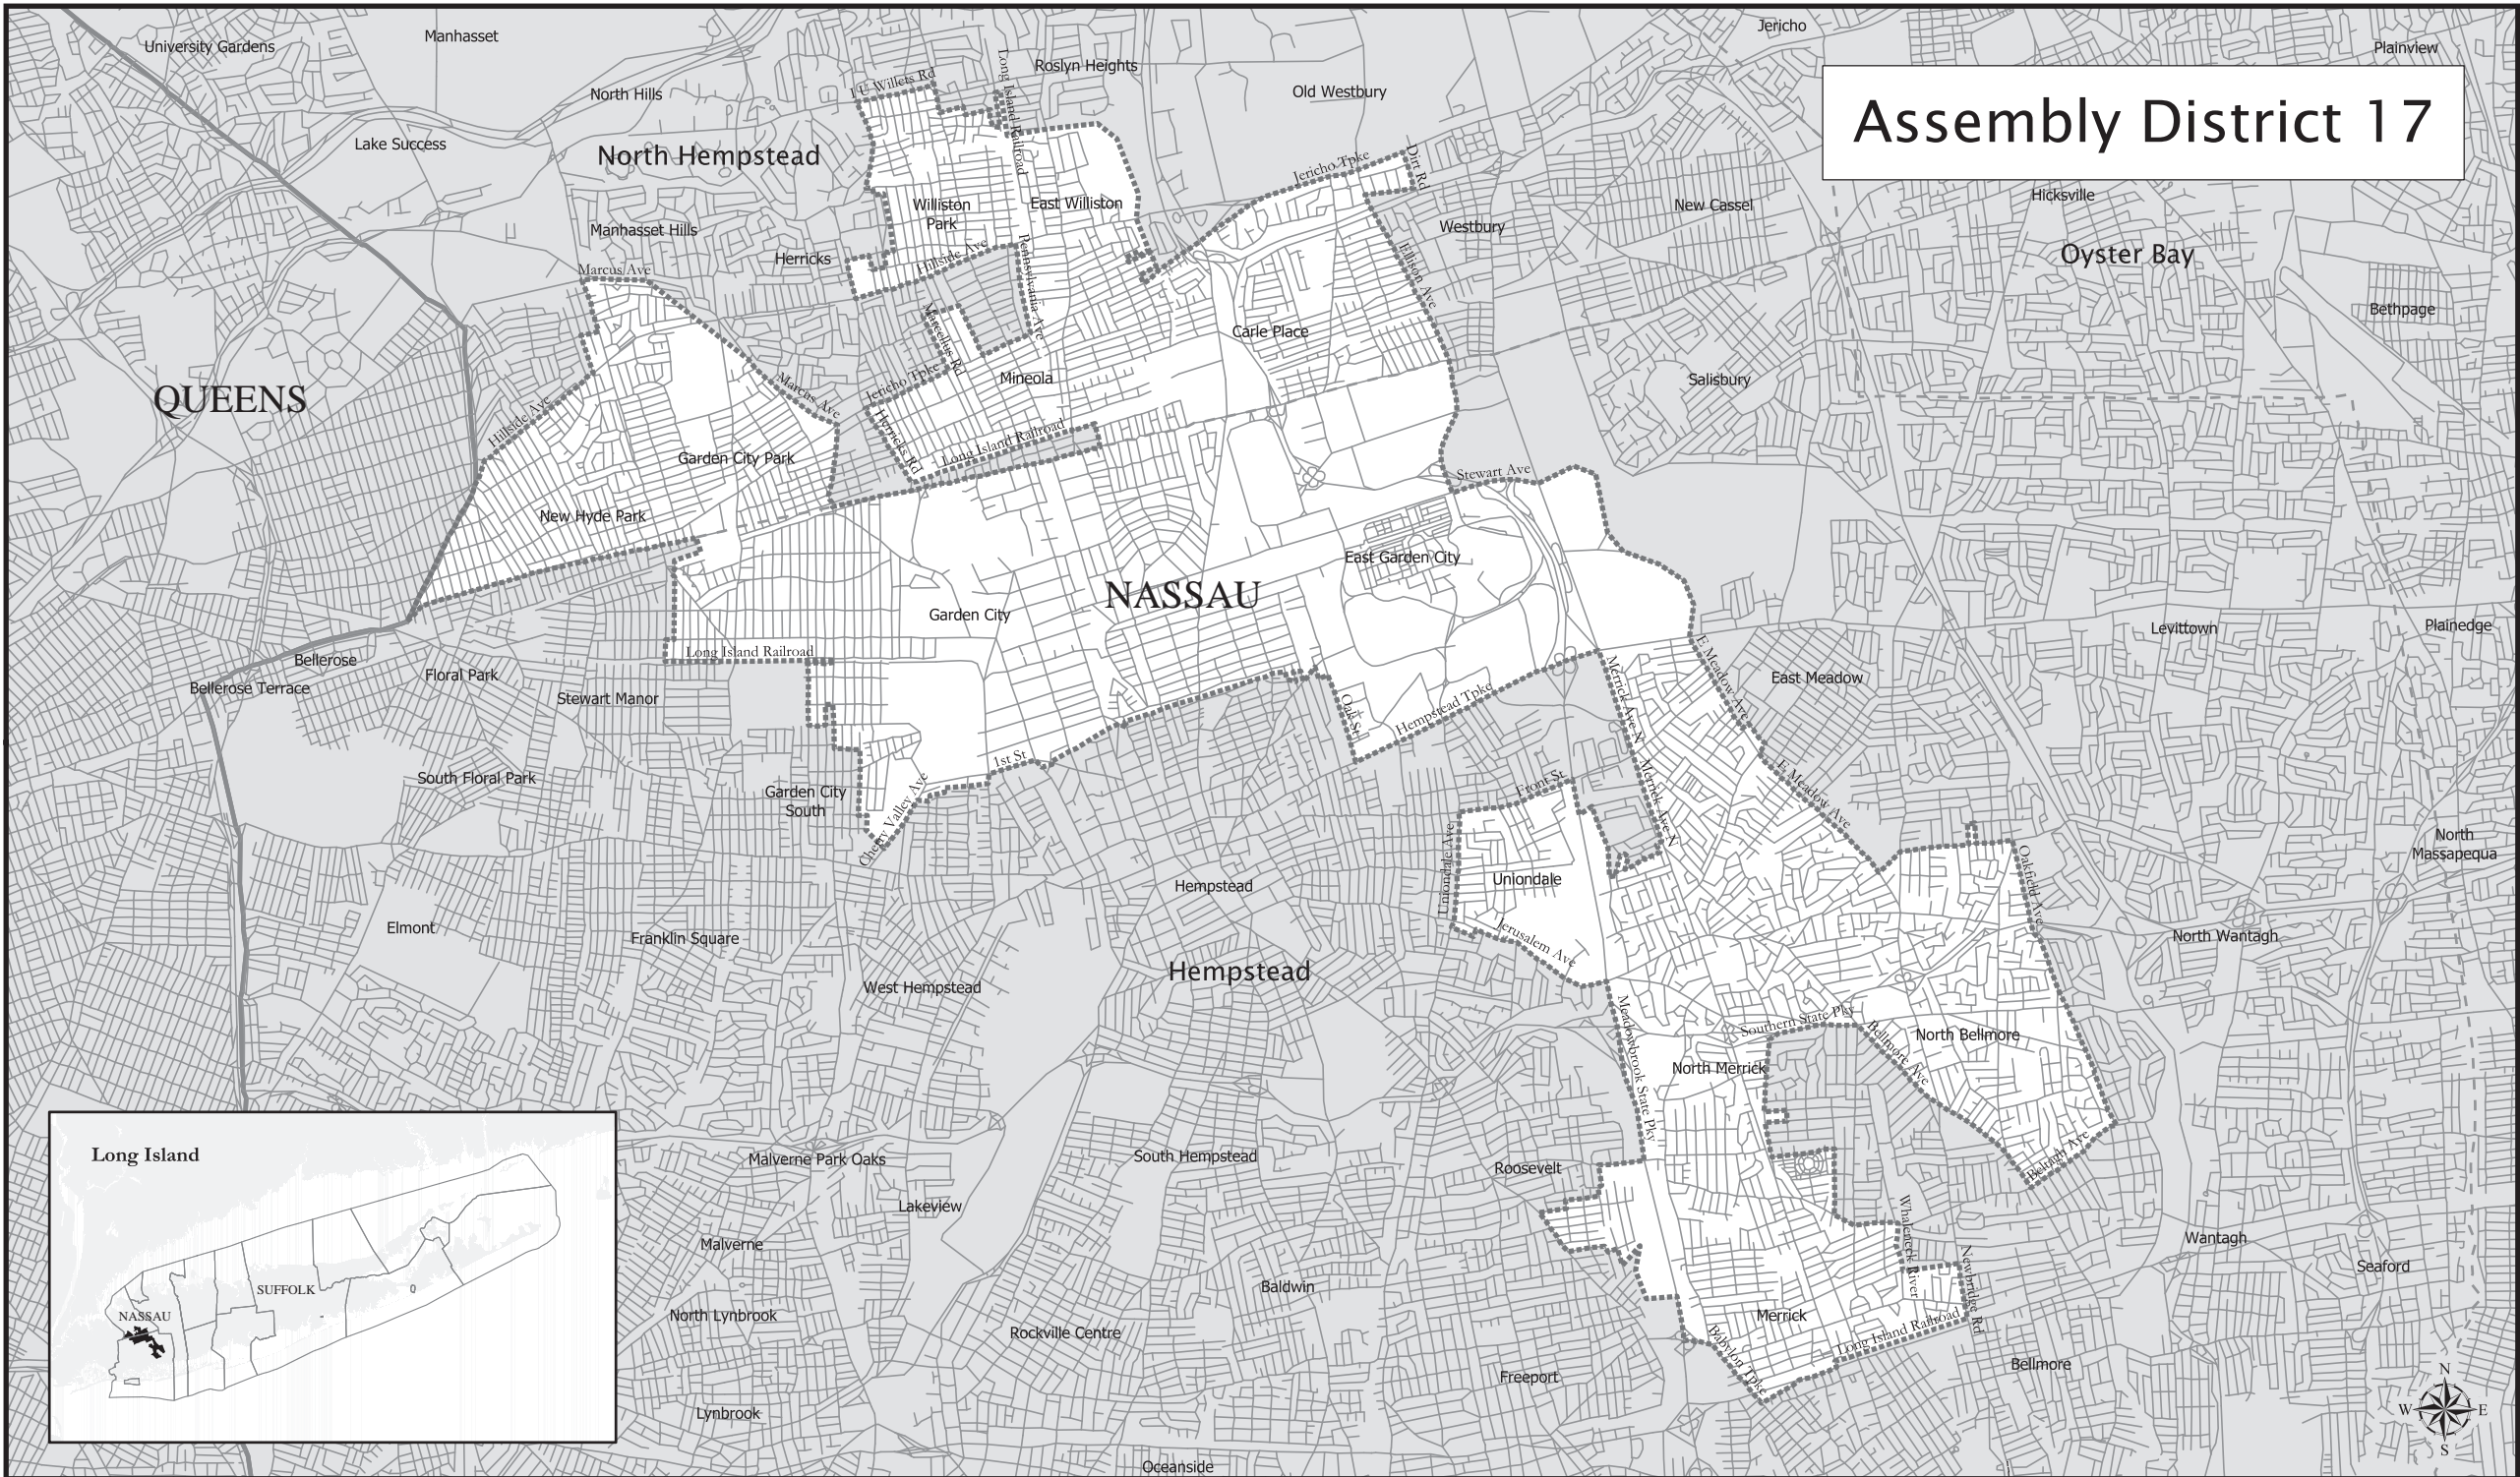 Assembly District 17
University Gardens
Manhasset
Jericho
Plainview
Roslyn Heights
Old Westbury
North Hills
I U Willets Rd
Long Island Railroad
Lake Success
North Hempstead
Jericho Tpke
Dirt Rd
Hicksville
Williston
Park
East Williston
New Cassel
Westbury
Manhasset Hills
Herricks
Hillside Ave
Pennsylvania Ave
Oyster Bay
Marcus Ave
Ellison Ave
Bethpage
Carle Place
Marcellus Rd
Mineola
Salisbury
QUEENS
Jericho Tpke
Marcus Ave
Hillside Ave
Herricks Rd
Long Island Railroad
Garden City Park
Stewart Ave
New Hyde Park
East Garden City
NASSAU
Garden City
Levittown
Plainedge
Bellerose
Long Island Railroad
E Meadow Ave
East Meadow
Floral Park
Bellerose Terrace
Stewart Manor
Oak St
Hempstead Tpke
Merrick Ave N
1st St
E Meadow Ave
South Floral Park
Front St
Merrick Ave N
Garden City
South
Cherry Valley Ave
North
Massapequa
Uniondale Ave
Uniondale
Hempstead
Oakfield Ave
Elmont
Franklin Square
Jerusalem Ave
North Wantagh
Hempstead
West Hempstead
Meadowbrook State Pky
Southern State Pky
Bellmore Ave
North Bellmore
North Merrick
Beltagh Ave
Malverne Park Oaks
South Hempstead
Roosevelt
Lakeview
Whaleneck River
Malverne
Wantagh
Newbridge Rd
Seaford
Baldwin
North Lynbrook
Rockville Centre
Merrick
Babylon Tpke
Long Island Railroad
Bellmore
Freeport
Lynbrook
Oceanside
Long Island
SUFFOLK
NASSAU
N
W
E
S